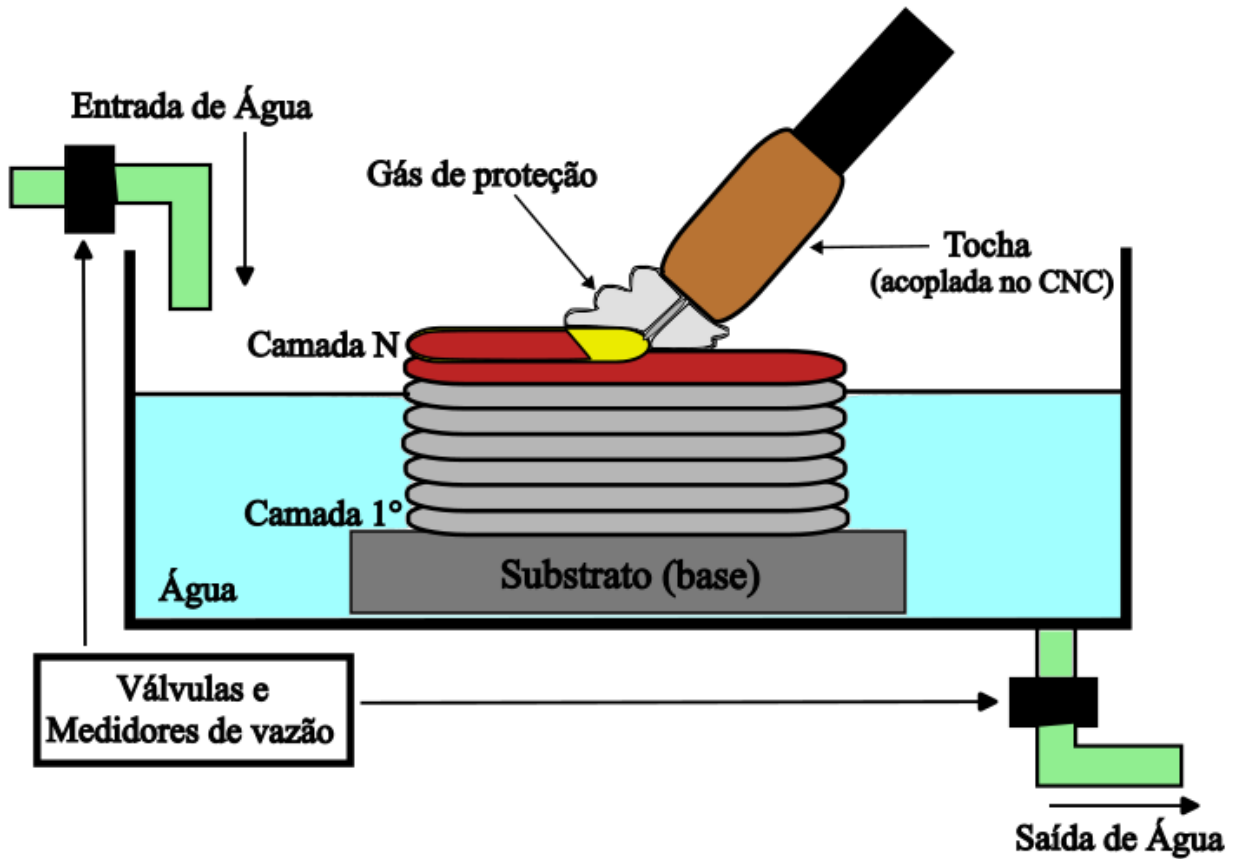 Entrada de Água
Gás de proteção
Tocha
(acoplada no CNC)
Camada N
Camada 1°
Substrato (base)
Água
Válvulas e
Medidores de vazão
Saída de Água